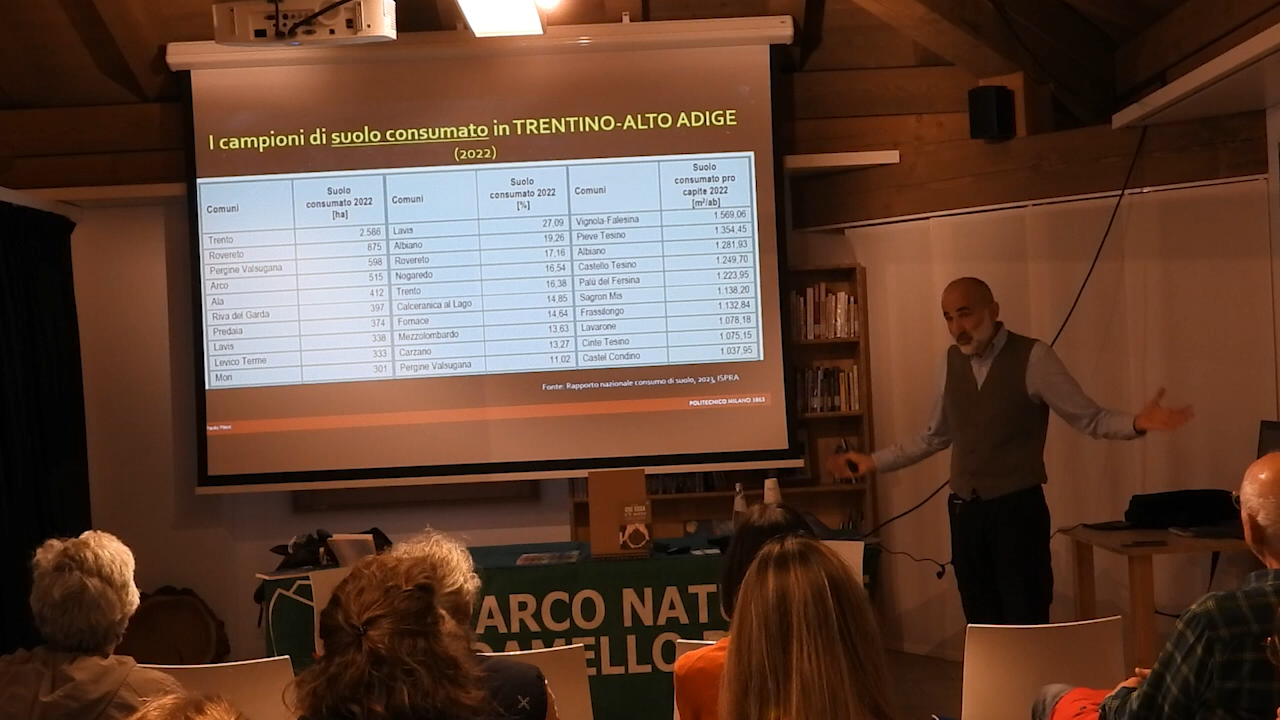 I campioni di suolo consumato in TRENTINO-ALTO ADIGE
(2022)
Comuni Suolo consumato 2022 [ha] Comuni Suolo consumato 2022 [%] Comuni Suolo consumato pro capite 2022 [m²/ab]
Trento 2.586 Lavis 27,09 Vignola-Falesina 1.569,06
Rovereto 875 Albiano 19,26 Pieve Tesino 1.354,45
Pergine Valsugana 598 Rovereto 17,16 Albiano 1.281,93
Arco 515 Nogaredo 16,54 Castello Tesino 1.249,70
Ala 412 Trento 16,38 Palù del Fersina 1.223,95
Riva del Garda 397 Calceranica al Lago 14,85 Sagron Mis 1.138,20
Predaia 374 Fornace 14,64 Frassilongo 1.132,84
Lavis 338 Mezzolombardo 13,63 Lavarone 1.078,18
Levico Terme 333 Carzano 13,27 Cinte Tesino 1.075,15
Mori 301 Pergine Valsugana 11,02 Castel Condino 1.037,95
Fonte: Rapporto nazionale consumo di suolo, 2023, ISPRA
POLITECNICO MILANO 1863
ARCO NAT
DAMELLO